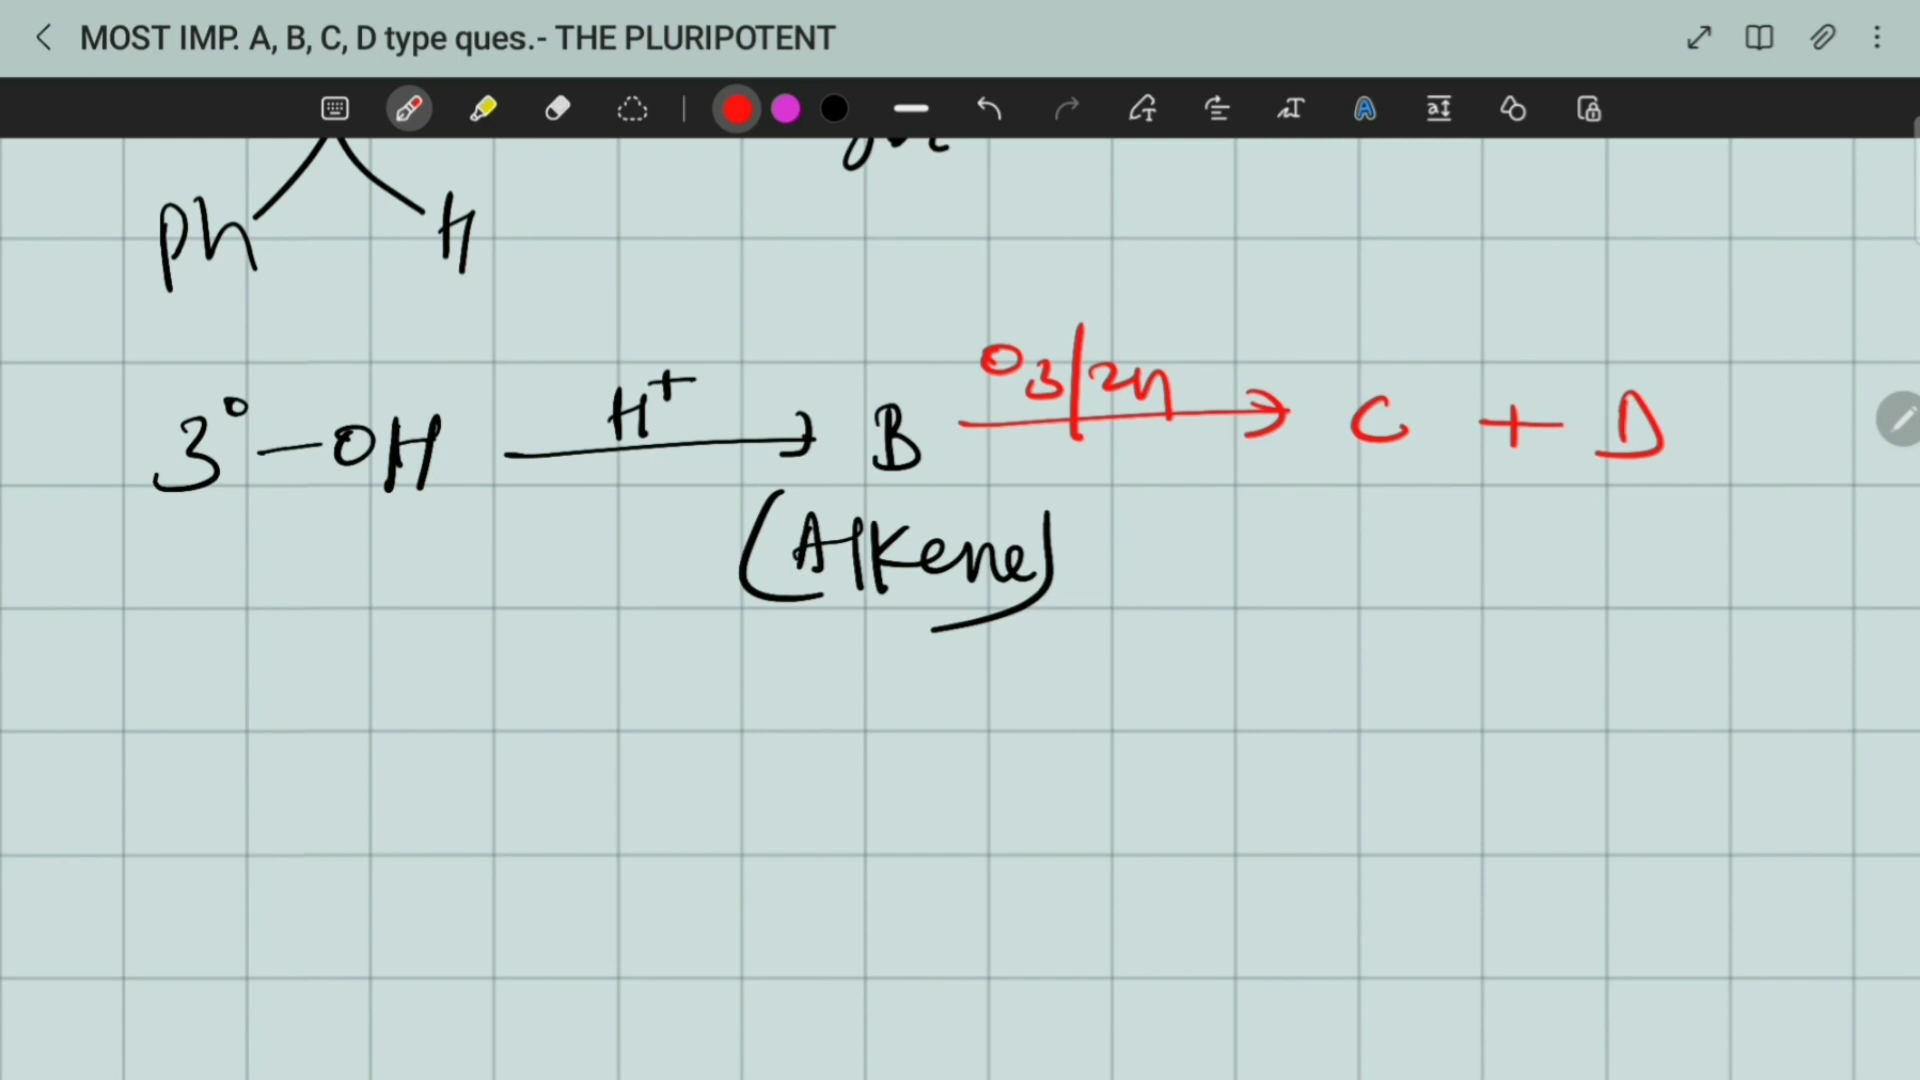 MOST IMP. A, B, C, D type ques.- THE PLURIPOTENT
Ph H
3° - OH H+ B O3/Zn C + D
(Alkene)